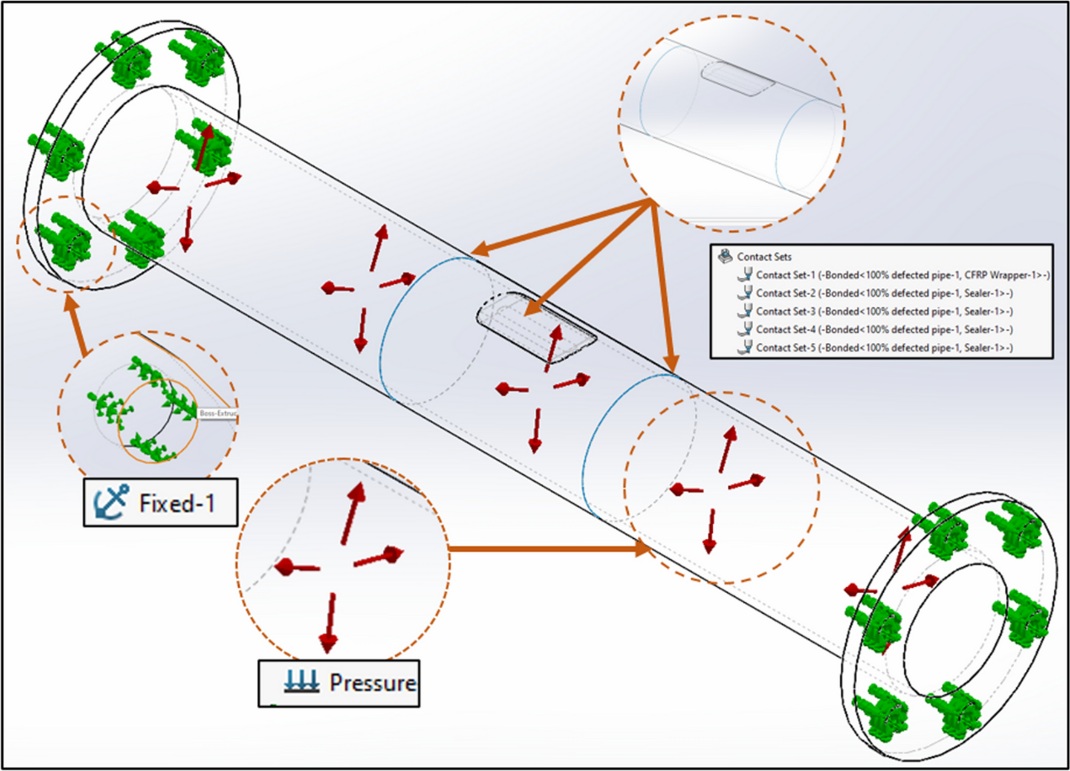 Contact Sets
Contact Set-1 (-Bonded<100% defected pipe-1, CFRP Wrapper-1>-)
Contact Set-2 (-Bonded<100% defected pipe-1, Sealer-1>-)
Contact Set-3 (-Bonded<100% defected pipe-1, Sealer-1>-)
Contact Set-4 (-Bonded<100% defected pipe-1, Sealer-1>-)
Contact Set-5 (-Bonded<100% defected pipe-1, Sealer-1>-)
Boss-Extru
Fixed-1
Pressure